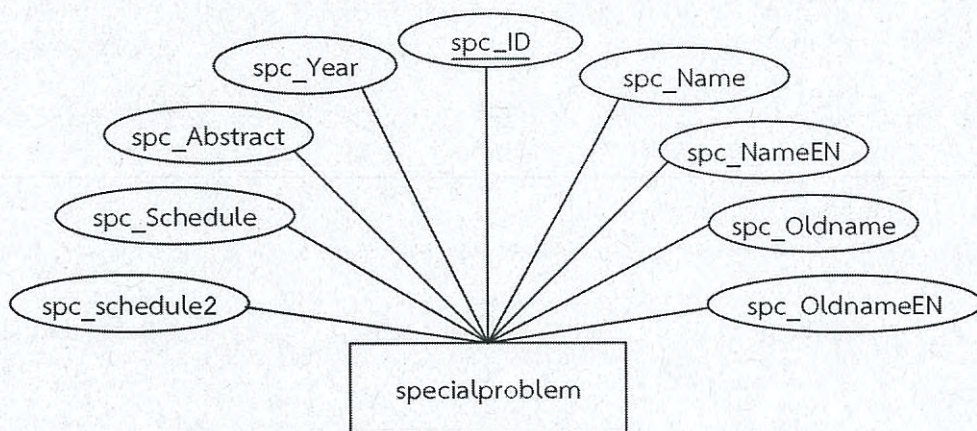 spc_ID
spc_Year
spc_Name
spc_Abstract
spc_NameEN
spc_Schedule
spc_Oldname
spc_schedule2
spc_OldnameEN
specialproblem